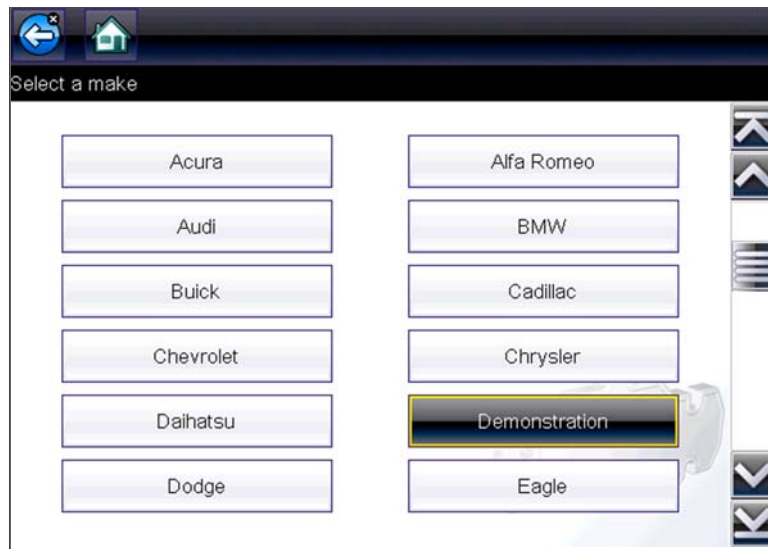 Select a make
Acura
Alfa Romeo
Audi
BMW
Buick
Cadillac
Chevrolet
Chrysler
Daihatsu
Demonstration
Dodge
Eagle